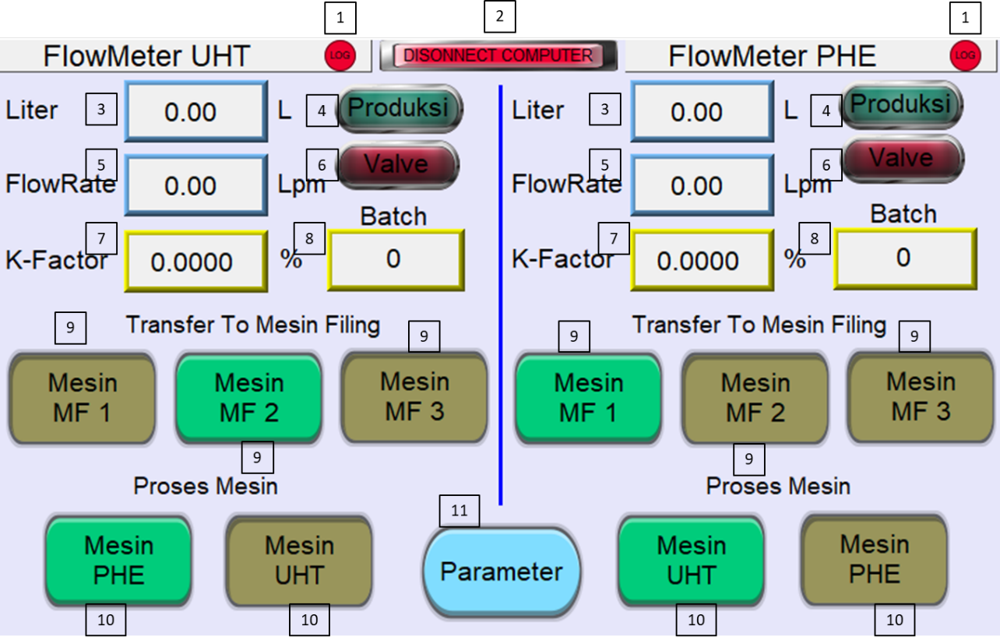 1
2
1
FlowMeter UHT
LOG
DISONNECT COMPUTER
FlowMeter PHE
LOG
Liter
3
0.00
L
4
Produksi
5
FlowRate
0.00
Lpm
6
Valve
7
K-Factor
0.0000
%
8
Batch
0
Transfer To Mesin Filing
9
9
Mesin
MF 1
Mesin
MF 2
Mesin
MF 3
9
Proses Mesin
Mesin
PHE
Mesin
UHT
10
10
11
Parameter
Liter
3
0.00
L
4
Produksi
5
FlowRate
0.00
Lpm
6
Valve
7
K-Factor
0.0000
%
8
Batch
0
Transfer To Mesin Filing
9
9
Mesin
MF 1
Mesin
MF 2
Mesin
MF 3
9
Proses Mesin
Mesin
UHT
Mesin
PHE
10
10